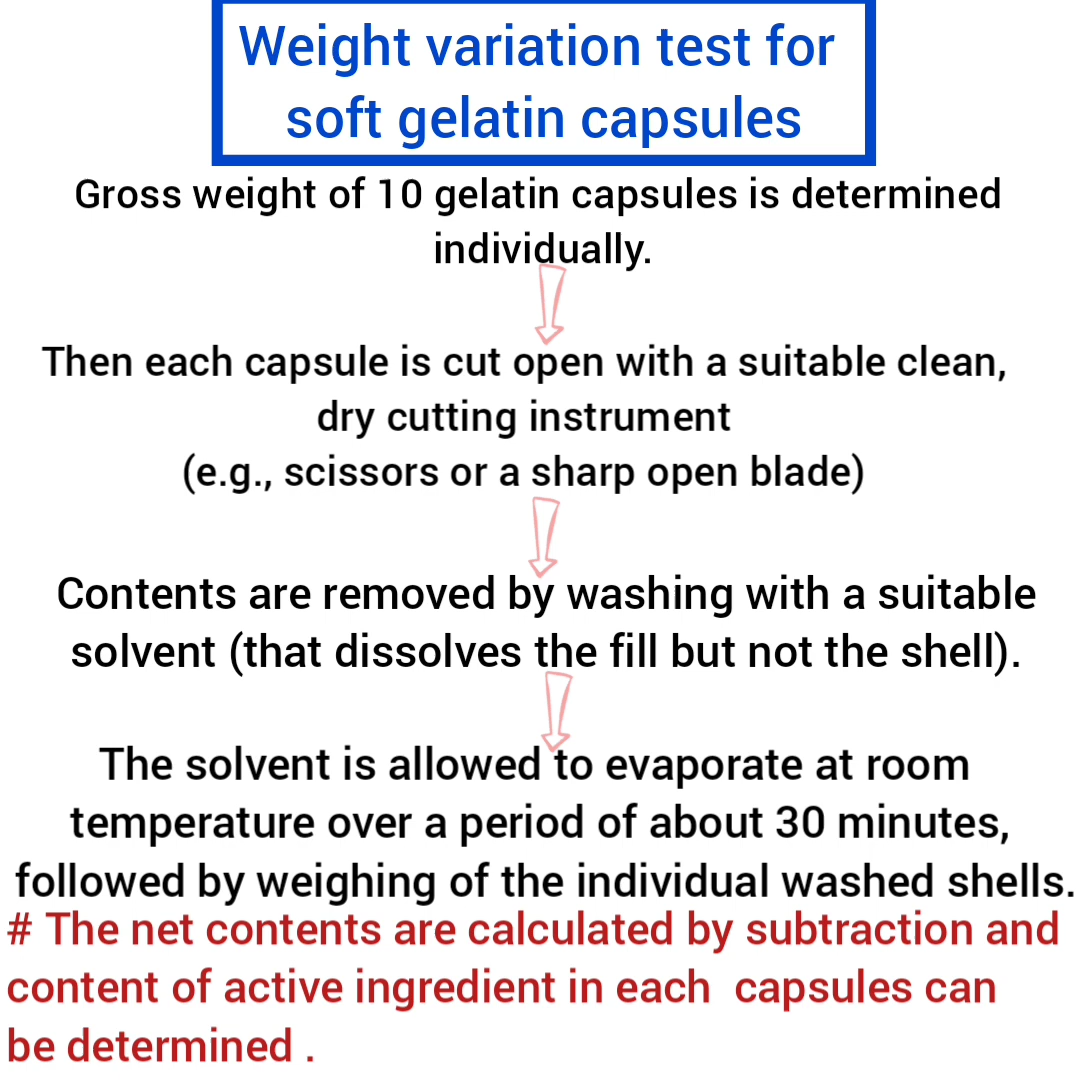 Weight variation test for
soft gelatin capsules
Gross weight of 10 gelatin capsules is determined
individually.
Then each capsule is cut open with a suitable clean,
dry cutting instrument
(e.g., scissors or a sharp open blade)
Contents are removed by washing with a suitable
solvent (that dissolves the fill but not the shell).
The solvent is allowed to evaporate at room
temperature over a period of about 30 minutes,
followed by weighing of the individual washed shells.
# The net contents are calculated by subtraction and
content of active ingredient in each  capsules can
be determined .